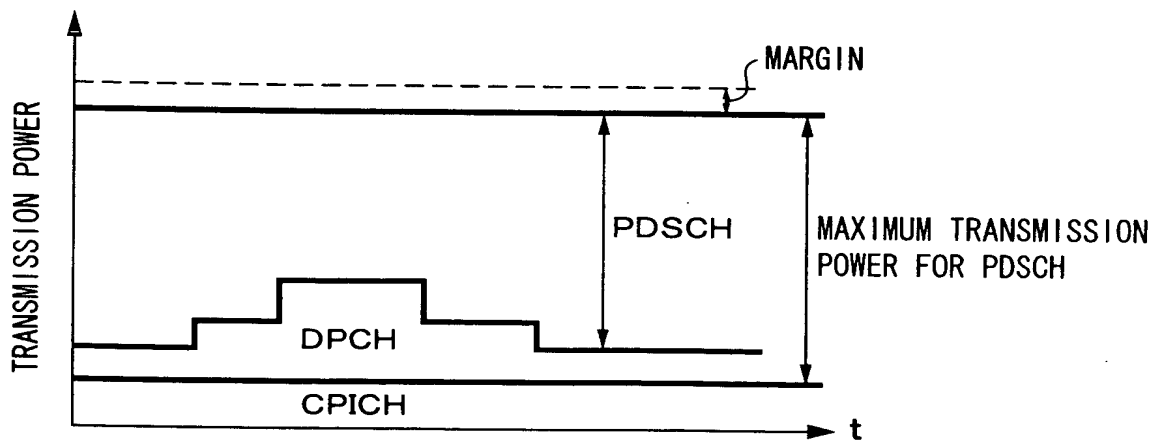 MARGIN
TRANSMISSION POWER
PDSCH
MAXIMUM TRANSMISSION
POWER FOR PDSCH
DPCH
CPICH
t